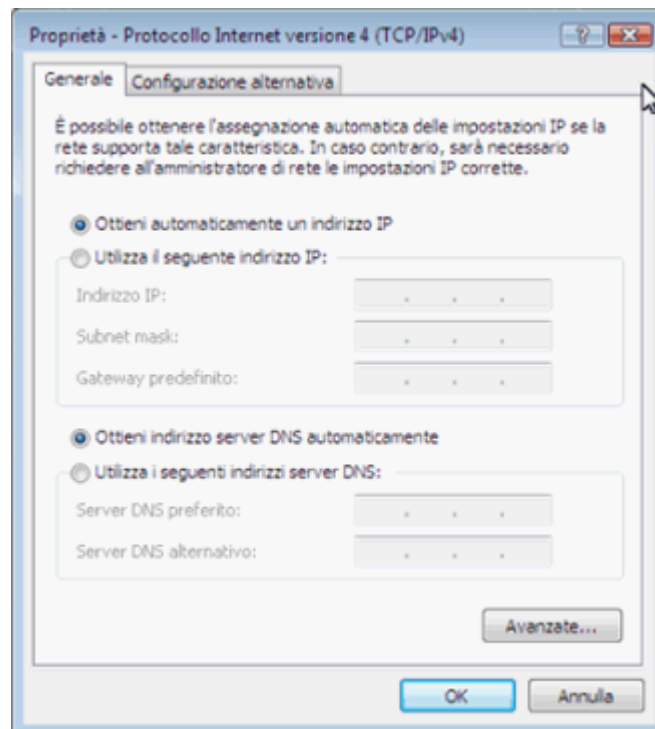 Proprietà - Protocollo Internet versione 4 (TCP/IPv4)
Generale
Configurazione alternativa
È possibile ottenere l'assegnazione automatica delle impostazioni IP se la
rete supporta tale caratteristica. In caso contrario, sarà necessario
richiedere all'amministratore di rete le impostazioni IP corrette.
Ottieni automaticamente un indirizzo IP
Utilizza il seguente indirizzo IP:
Indirizzo IP:
Subnet mask:
Gateway predefinito:
Ottieni indirizzo server DNS automaticamente
Utilizza i seguenti indirizzi server DNS:
Server DNS preferito:
Server DNS alternativo:
Avanzate...
OK
Annulla